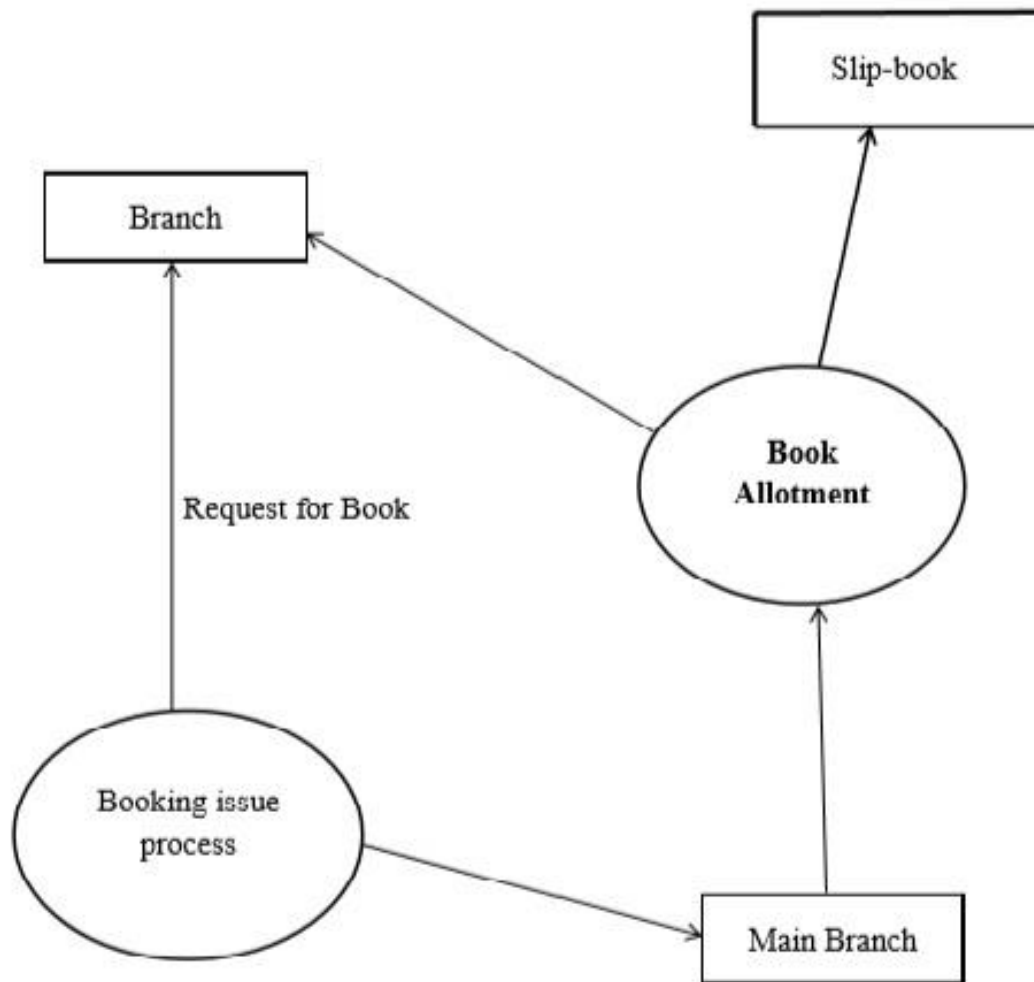 Slip-book
Branch
Book
Allotment
Request for Book
Booking issue
process
Main Branch